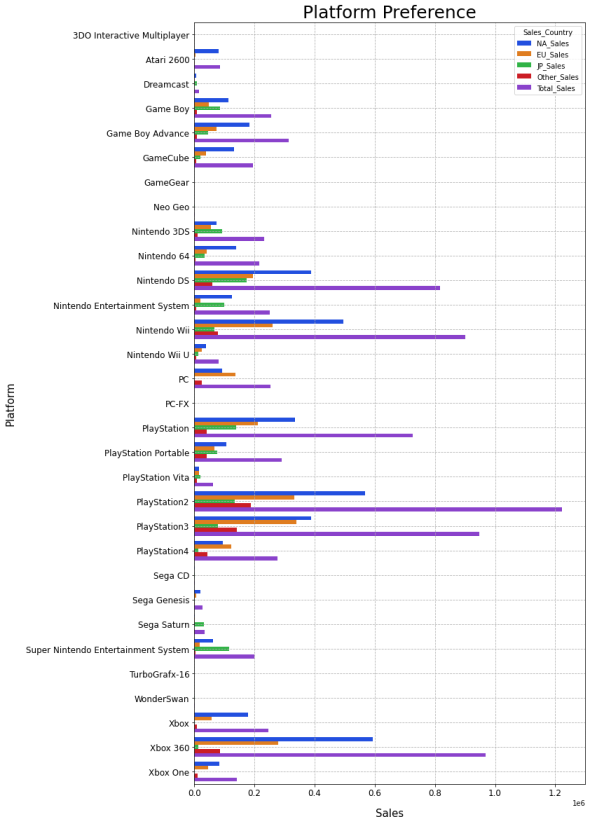 Platform Preference
Sales_Country
NA_Sales
EU_Sales
JP_Sales
Other_Sales
Total_Sales
Platform
3DO Interactive Multiplayer
Atari 2600
Dreamcast
Game Boy
Game Boy Advance
GameCube
GameGear
Neo Geo
Nintendo 3DS
Nintendo 64
Nintendo DS
Nintendo Entertainment System
Nintendo Wii
Nintendo Wii U
PC
PC-FX
PlayStation
PlayStation Portable
PlayStation Vita
PlayStation2
PlayStation3
PlayStation4
Sega CD
Sega Genesis
Sega Saturn
Super Nintendo Entertainment System
TurboGrafx-16
WonderSwan
Xbox
Xbox 360
Xbox One
0.0 0.2 0.4 0.6 0.8 1.0 1.2
1e6
Sales